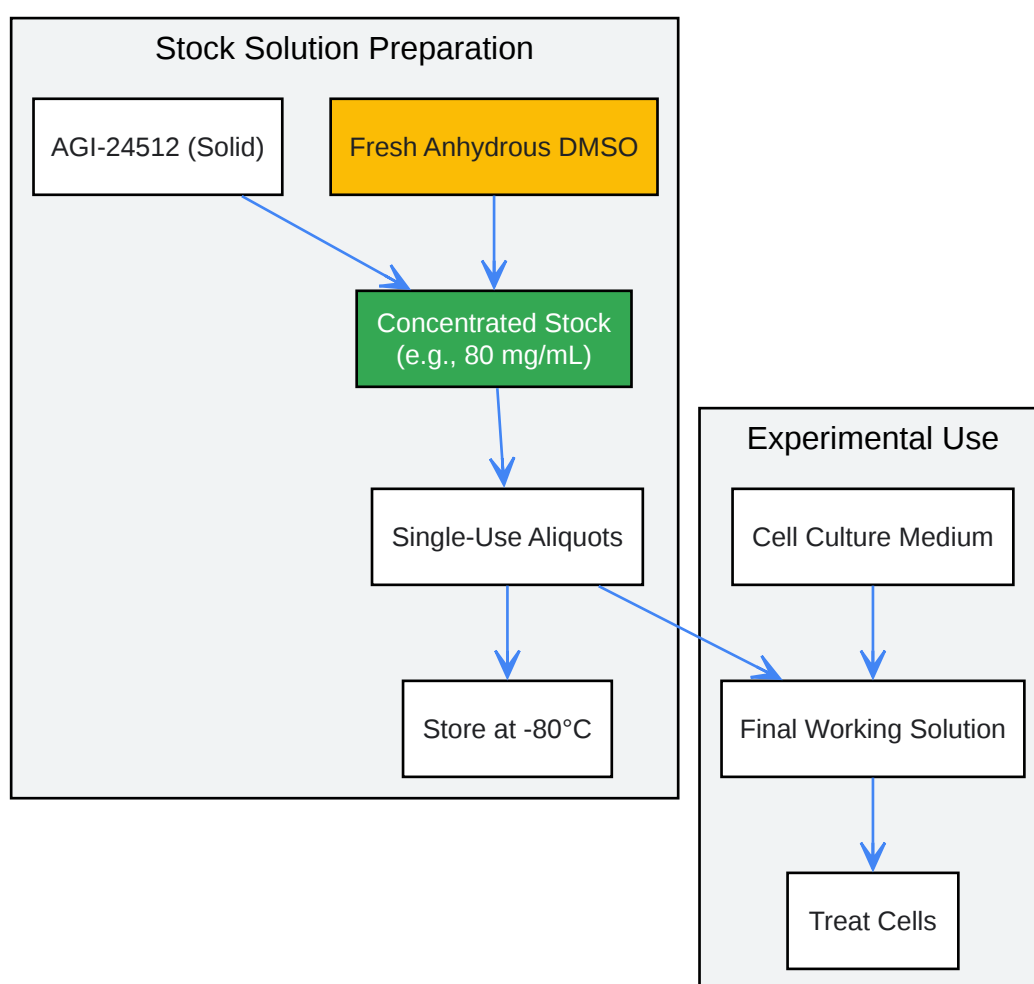 Stock Solution Preparation
AGI-24512 (Solid)
Fresh Anhydrous DMSO
Concentrated Stock
(e.g., 80 mg/mL)
Single-Use Aliquots
Store at -80°C
Experimental Use
Cell Culture Medium
Final Working Solution
Treat Cells